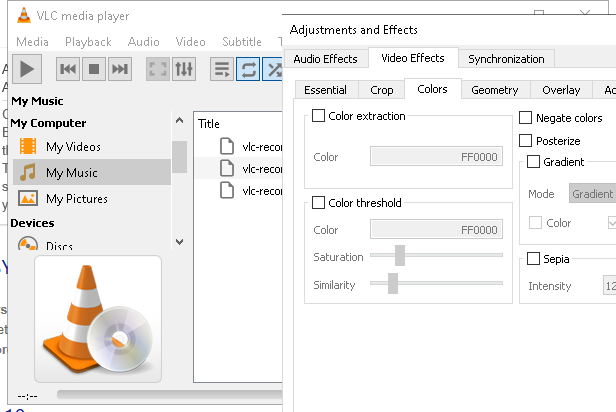 VLC media player
Media Playback Audio Video Subtitle
My Music
My Computer
My Videos
My Music
My Pictures
Devices
Discs
Title
vlc-recor
vlc-recor
vlc-recor
--:--
Adjustments and Effects
Audio Effects Video Effects Synchronization
Essential Crop Colors Geometry Overlay
Color extraction
Color FF0000
Color threshold
Color FF0000
Saturation
Similarity
Negate colors
Posterize
Gradient
Mode Gradient
Color
Sepia
Intensity 12